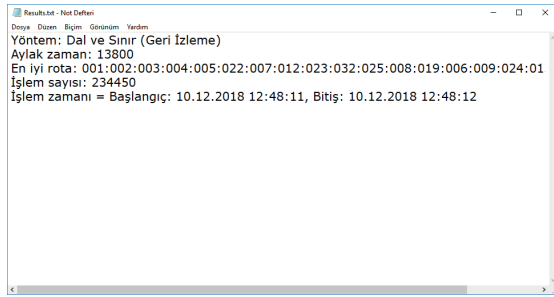 Results.txt - Not Defteri
Dosya Düzen Biçim Görünüm Yardım
Yöntem: Dal ve Sınır (Geri İzleme)
Aylak zaman: 13800
En iyi rota: 001:002:003:004:005:022:007:012:023:032:025:008:019:006:009:024:01
İşlem sayısı: 234450
İşlem zamanı = Başlangıç: 10.12.2018 12:48:11, Bitiş: 10.12.2018 12:48:12